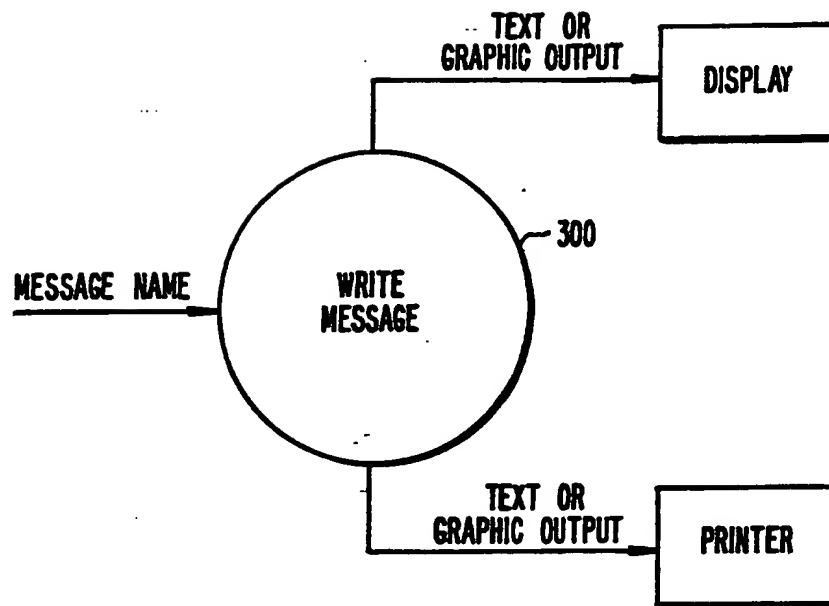 TEXT OR
GRAPHIC OUTPUT
DISPLAY
300
MESSAGE NAME
WRITE
MESSAGE
TEXT OR
GRAPHIC OUTPUT
PRINTER